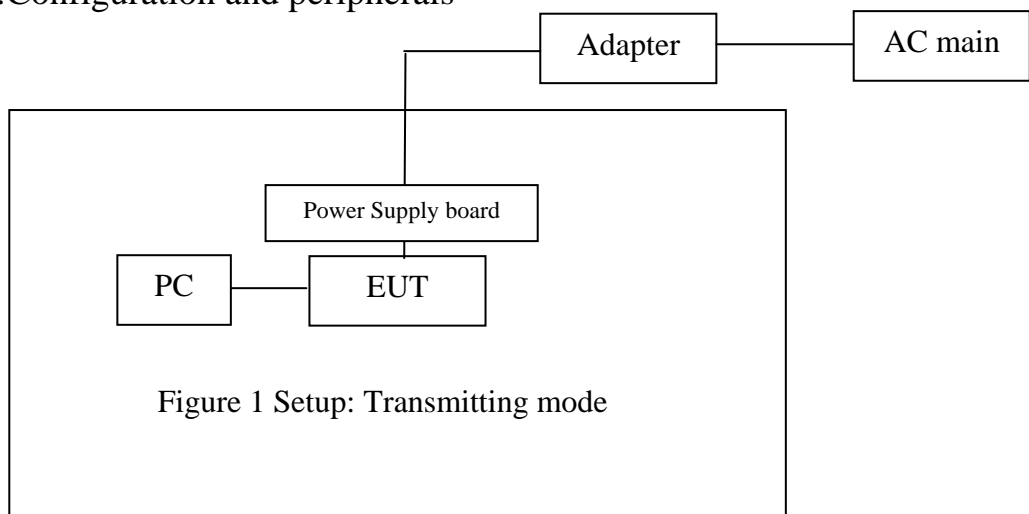 .Configuration and peripherals
Adapter
AC main
Power Supply board
PC
EUT
Figure 1 Setup: Transmitting mode